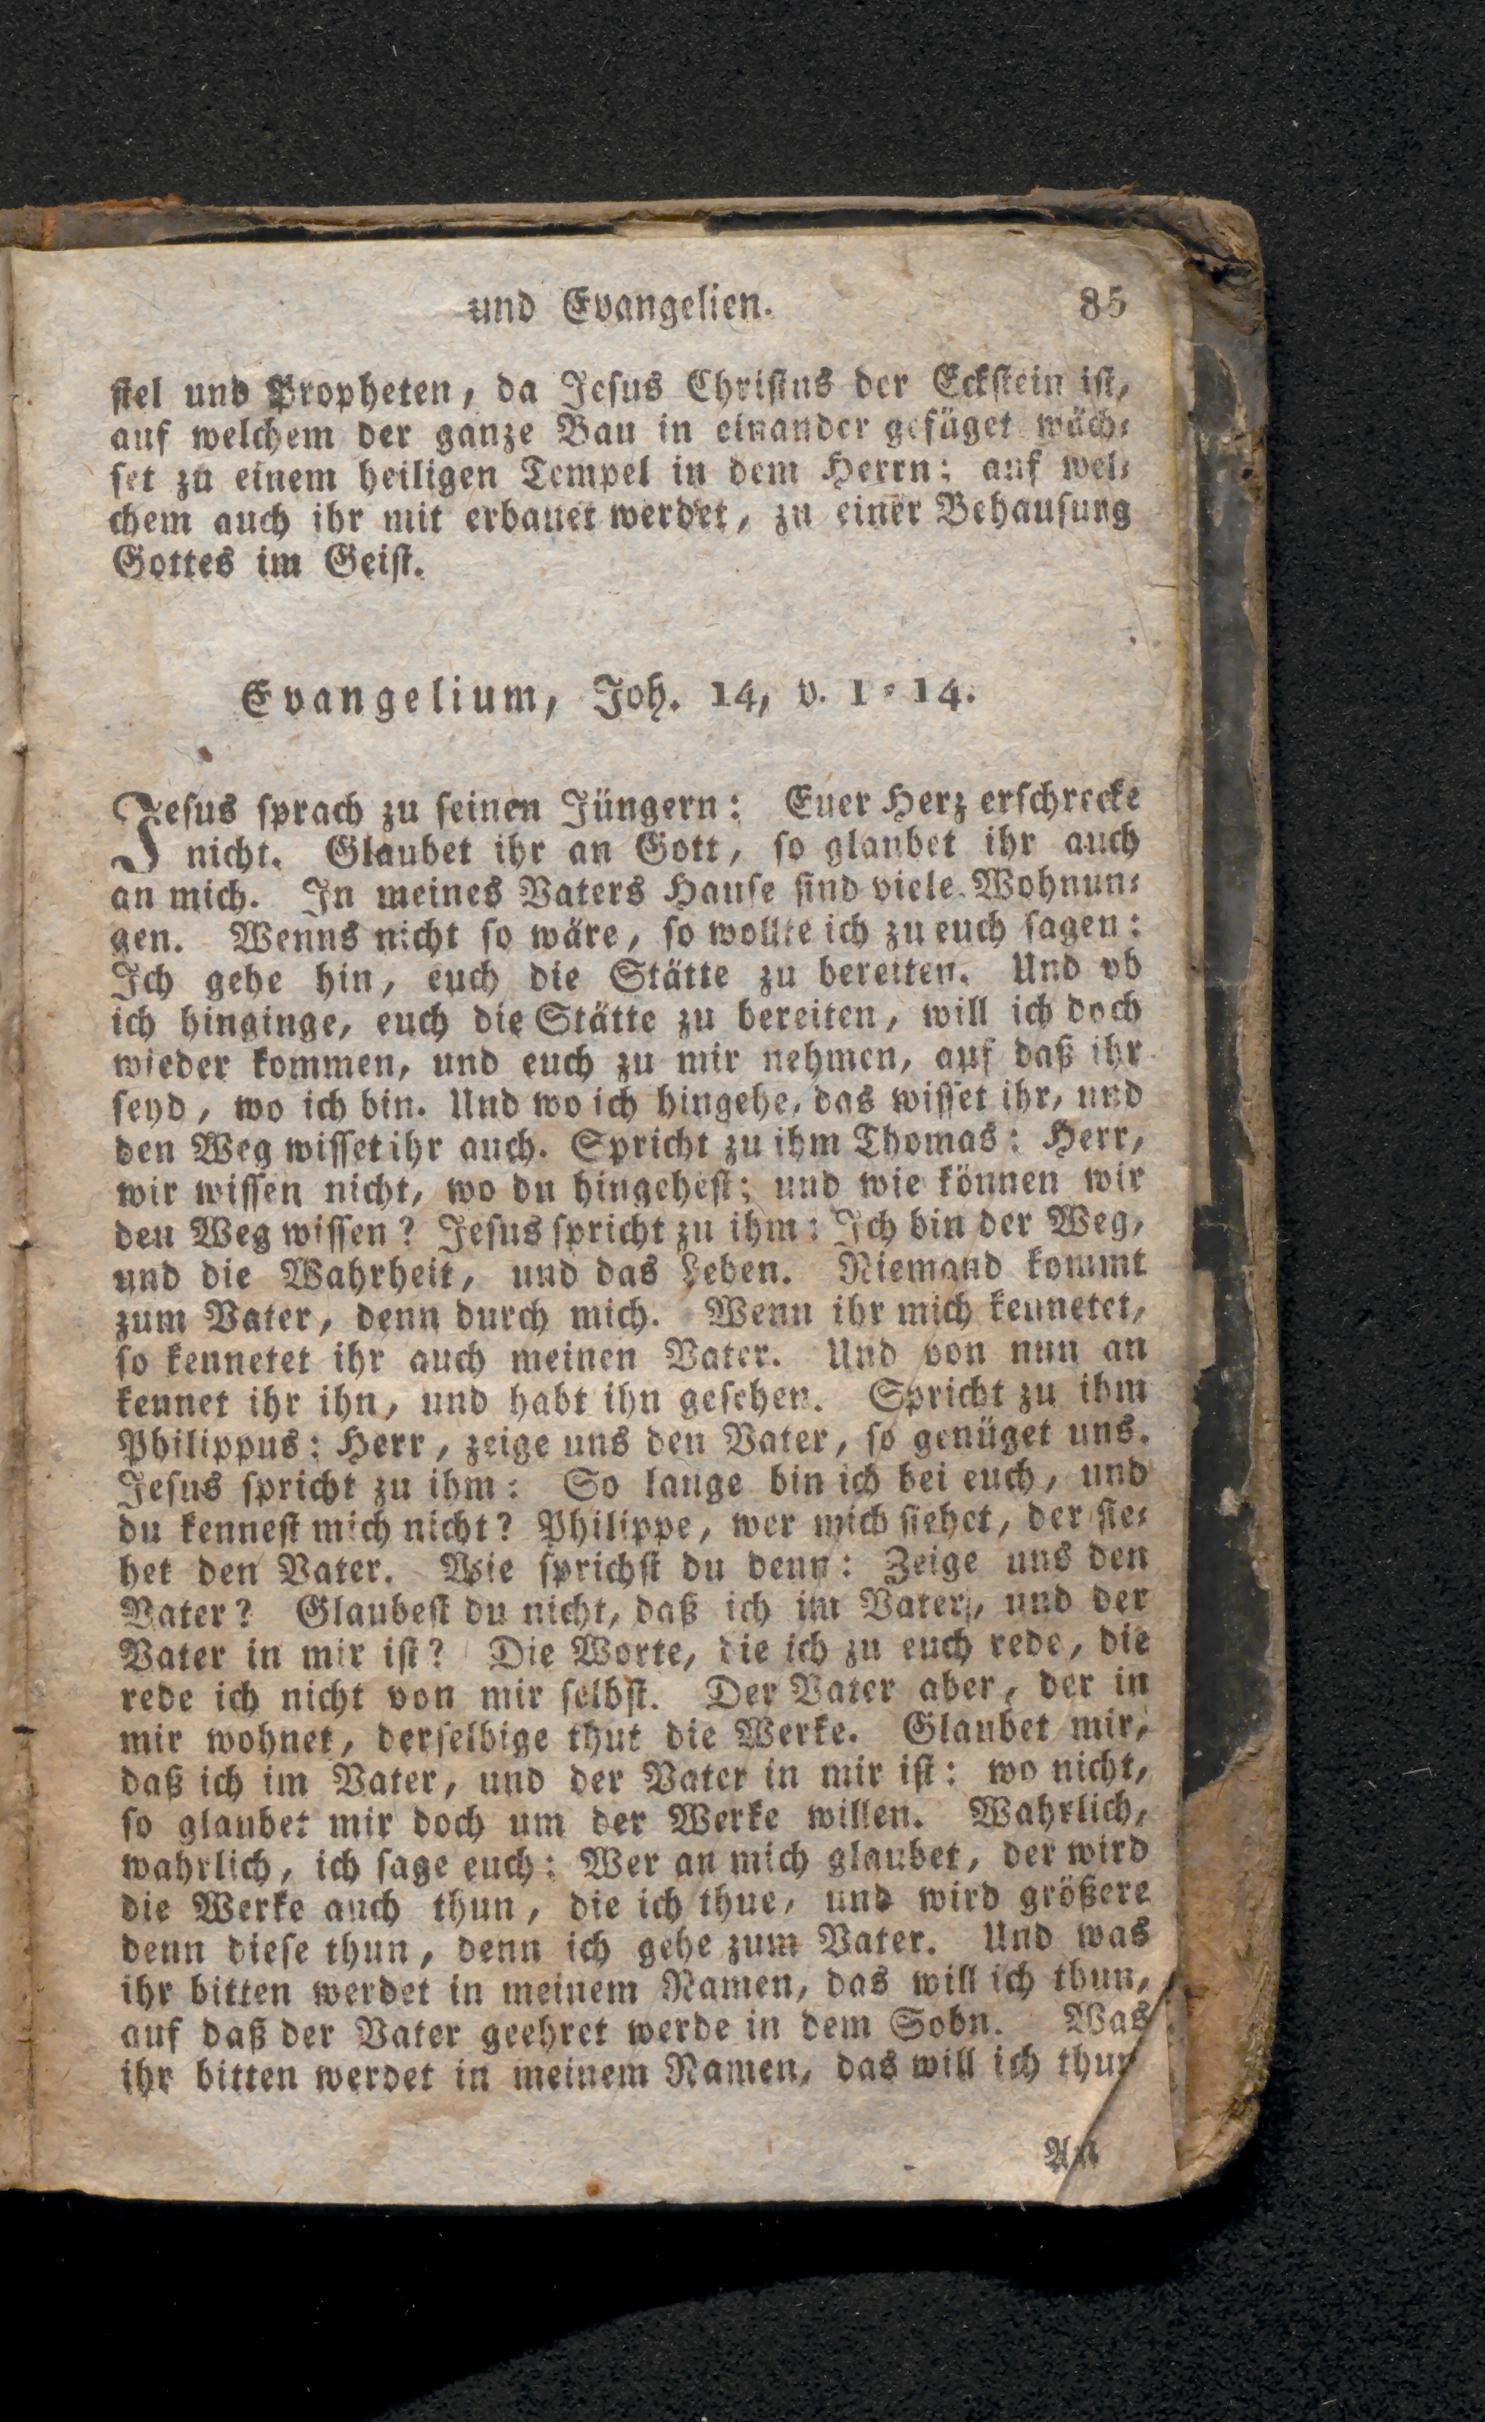 und Evangelien. 85
ſtel und Propheten, da Jeſus Chriſtus der Eckſtein iſt,
auf welchem der ganze Bau in einander gefüget wäch⸗
ſet zu einem heiligen Tempel in dem Herrn; auf wel⸗
chem auch ihr mit erbauet werdet, zu einer Behauſung
Gottes im Geiſt.
Evangelium, Joh. 14, v. 1⸗14.
Jeſus ſprach zu ſeinen Jüngern: Euer Herz erſchrecke
nicht. Glaubet ihr an Gott, ſo glaubet ihr auch
an mich. In meines Vaters Hauſe ſind viele Wohnun⸗
gen. Wenns nicht ſo wäre, ſo wollte ich zu euch ſagen:
Ich gehe hin, euch die Stätte zu bereiten. Und ob
ich hinginge, euch die Stätte zu bereiten, will ich doch
wieder kommen, und euch zu mir nehmen, auf daß ihr
ſeyd, wo ich bin. Und wo ich hingehe, das wiſſet ihr, und
den Weg wiſſet ihr auch. Spricht zu ihm Thomas: Herr,
wir wiſſen nicht, wo du hingeheſt; und wie können wir
den Weg wiſſen? Jeſus ſpricht zu ihm: Ich bin der Weg,
und die Wahrheit, und das Leben. Niemand kommt
zum Vater, denn durch mich. Wenn ihr mich kennetet,
ſo kennetet ihr auch meinen Vater. Und von nun an
kennet ihr ihn, und habt ihn geſehen. Spricht zu ihm
Philippus: Herr, zeige uns den Vater, ſo genüget uns.
Jeſus ſpricht zu ihm: So lange bin ich bei euch, und
du kenneſt mich nicht? Philippe, wer mich ſiehet, der ſie⸗
het den Vater. Wie ſprichſt du denn: Zeige uns den
Vater? Glaubeſt du nicht, daß ich im Vater, und der
Vater in mir iſt? Die Worte, die ich zu euch rede, die
rede ich nicht von mir ſelbſt. Der Vater aber, der in
mir wohnet, derſelbige thut die Werke. Glaubet mir,
daß ich im Vater, und der Vater in mir iſt: wo nicht,
ſo glaubet mir doch um der Werke willen. Wahrlich,
wahrlich, ich ſage euch: Wer an mich glaubet, der wird
die Werke auch thun, die ich thue, und wird größere
denn dieſe thun, denn ich gehe zum Vater. Und was
ihr bitten werdet in meinem Namen, das will ich thun,
auf daß der Vater geehret werde in dem Sohn. Was
ihr bitten werdet in meinem Namen, das will ich thun
An